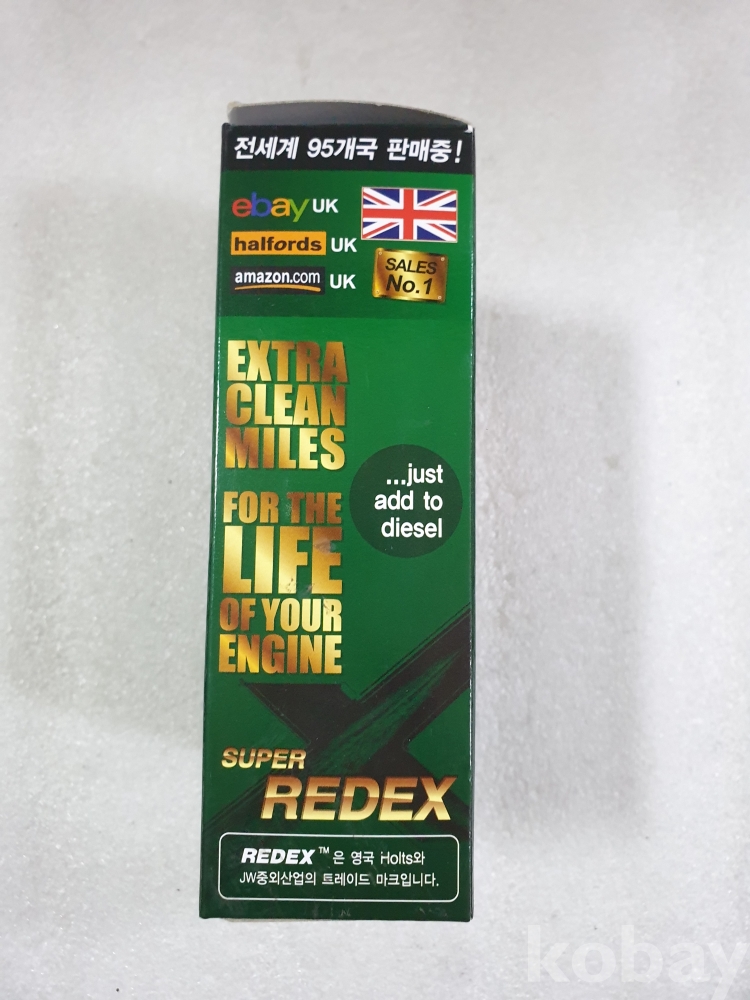 전세계 95개국 판매중!
ebay UK
halfords UK
amazon.com UK
SALES
No.1
EXTRA
CLEAN
MILES
...just
add to
diesel
FOR THE
LIFE
OF YOUR
ENGINE
SUPER
REDEX
REDEX™은 영국 Holts와
JW중외산업의 트레이드 마크입니다.
kobay